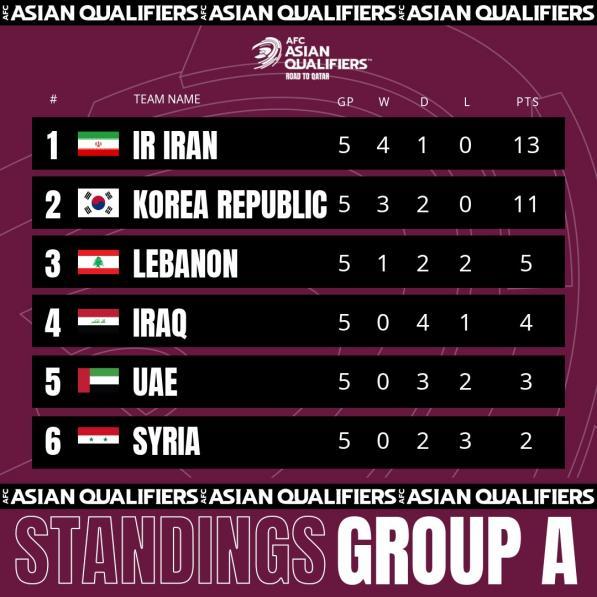 AFC ASIAN QUALIFIERS AFC ASIAN QUALIFIERS AFC ASIAN QUALIFIERS
AFC
ASIAN
QUALIFIERS™
ROAD TO QATAR
# TEAM NAME GP W D L PTS
1 IR IRAN 5 4 1 0 13
2 KOREA REPUBLIC 5 3 2 0 11
3 LEBANON 5 1 2 2 5
4 IRAQ 5 0 4 1 4
5 UAE 5 0 3 2 3
6 SYRIA 5 0 2 3 2
AFC ASIAN QUALIFIERS AFC ASIAN QUALIFIERS AFC ASIAN QUALIFIERS
STANDINGS GROUP A